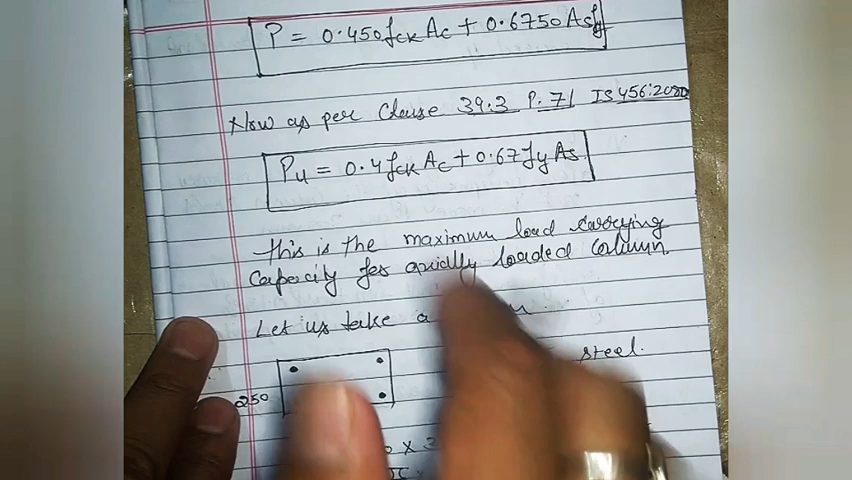 P = 0.450fck Ac + 0.6750 Asfy
Now as per Clause 39.3 P.71 IS456:2000
Pu = 0.4fck Ac + 0.67fy As
This is the maximum load carrying
Capacity for axially loaded Column.
Let us take a
steel.
250